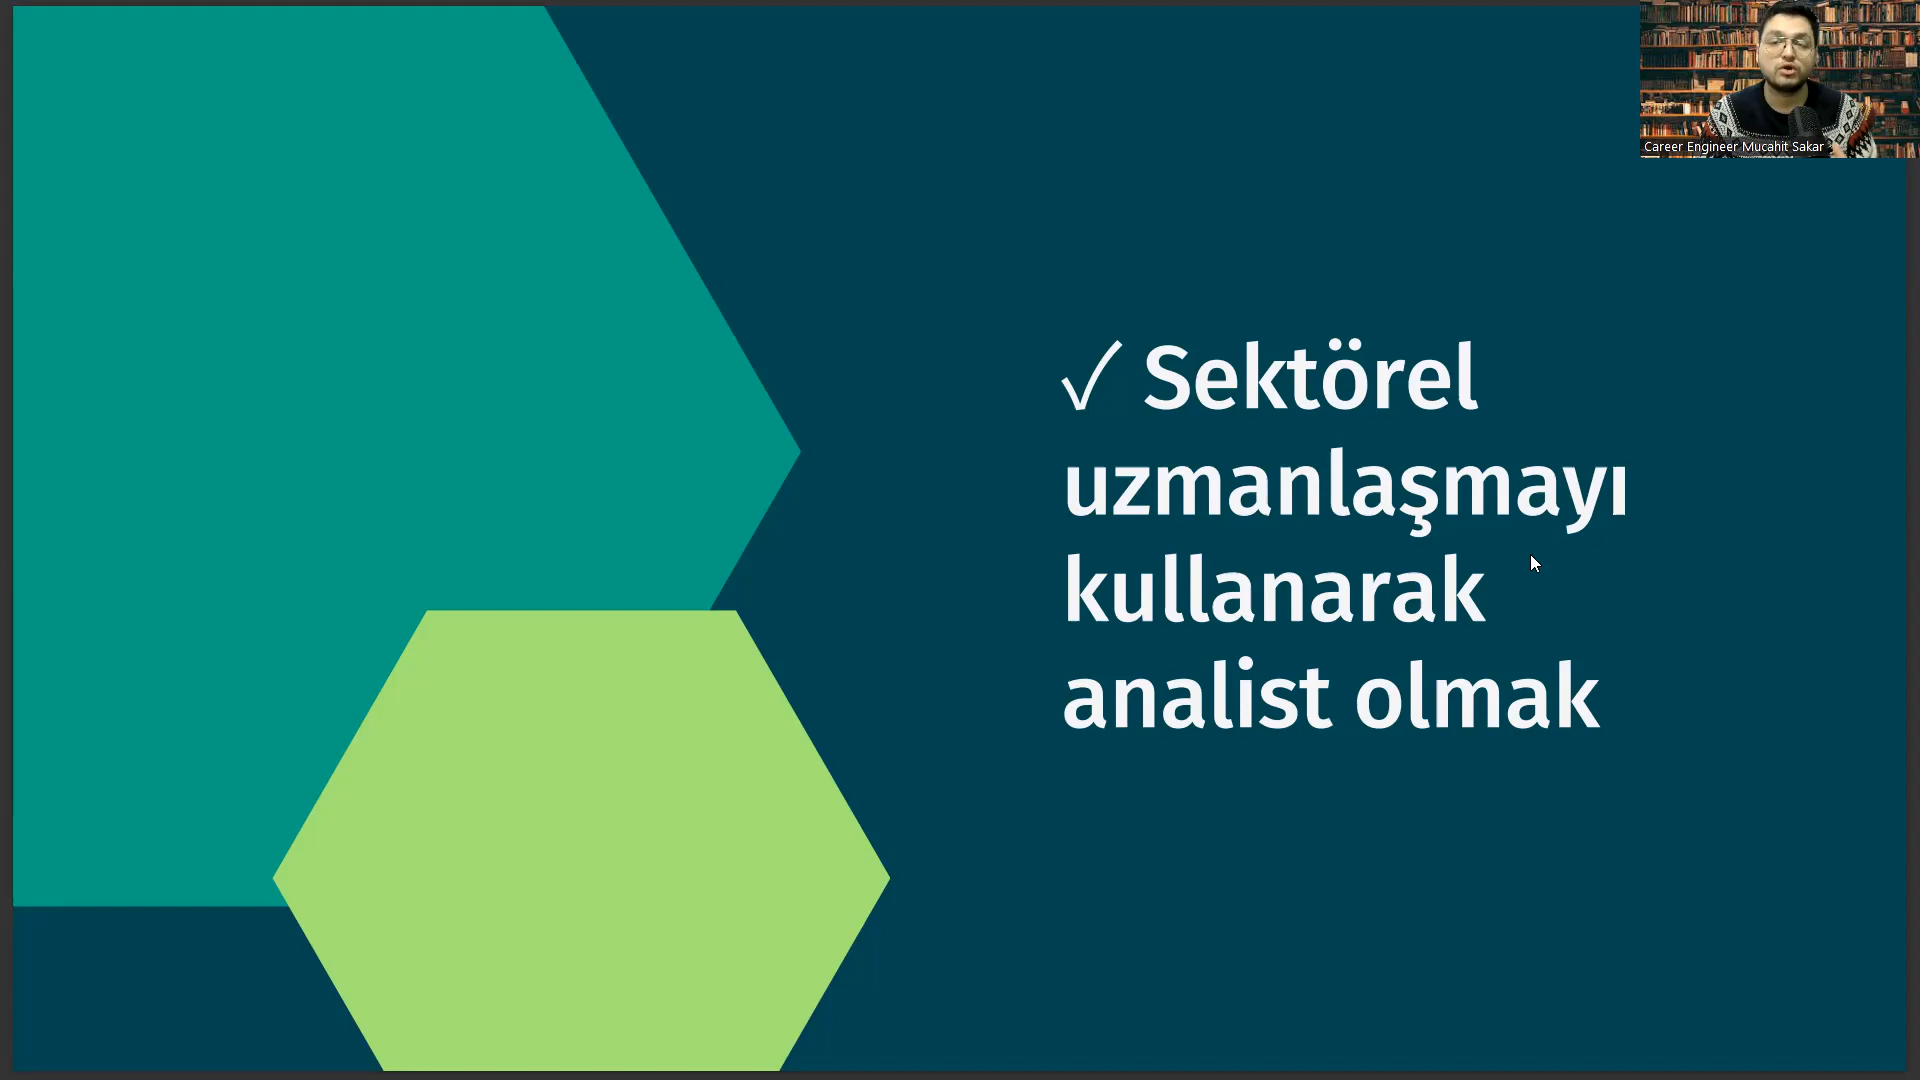 Career Engineer Mucahit Sakar
✓ Sektörel
uzmanlaşmayı
kullanarak
analist olmak